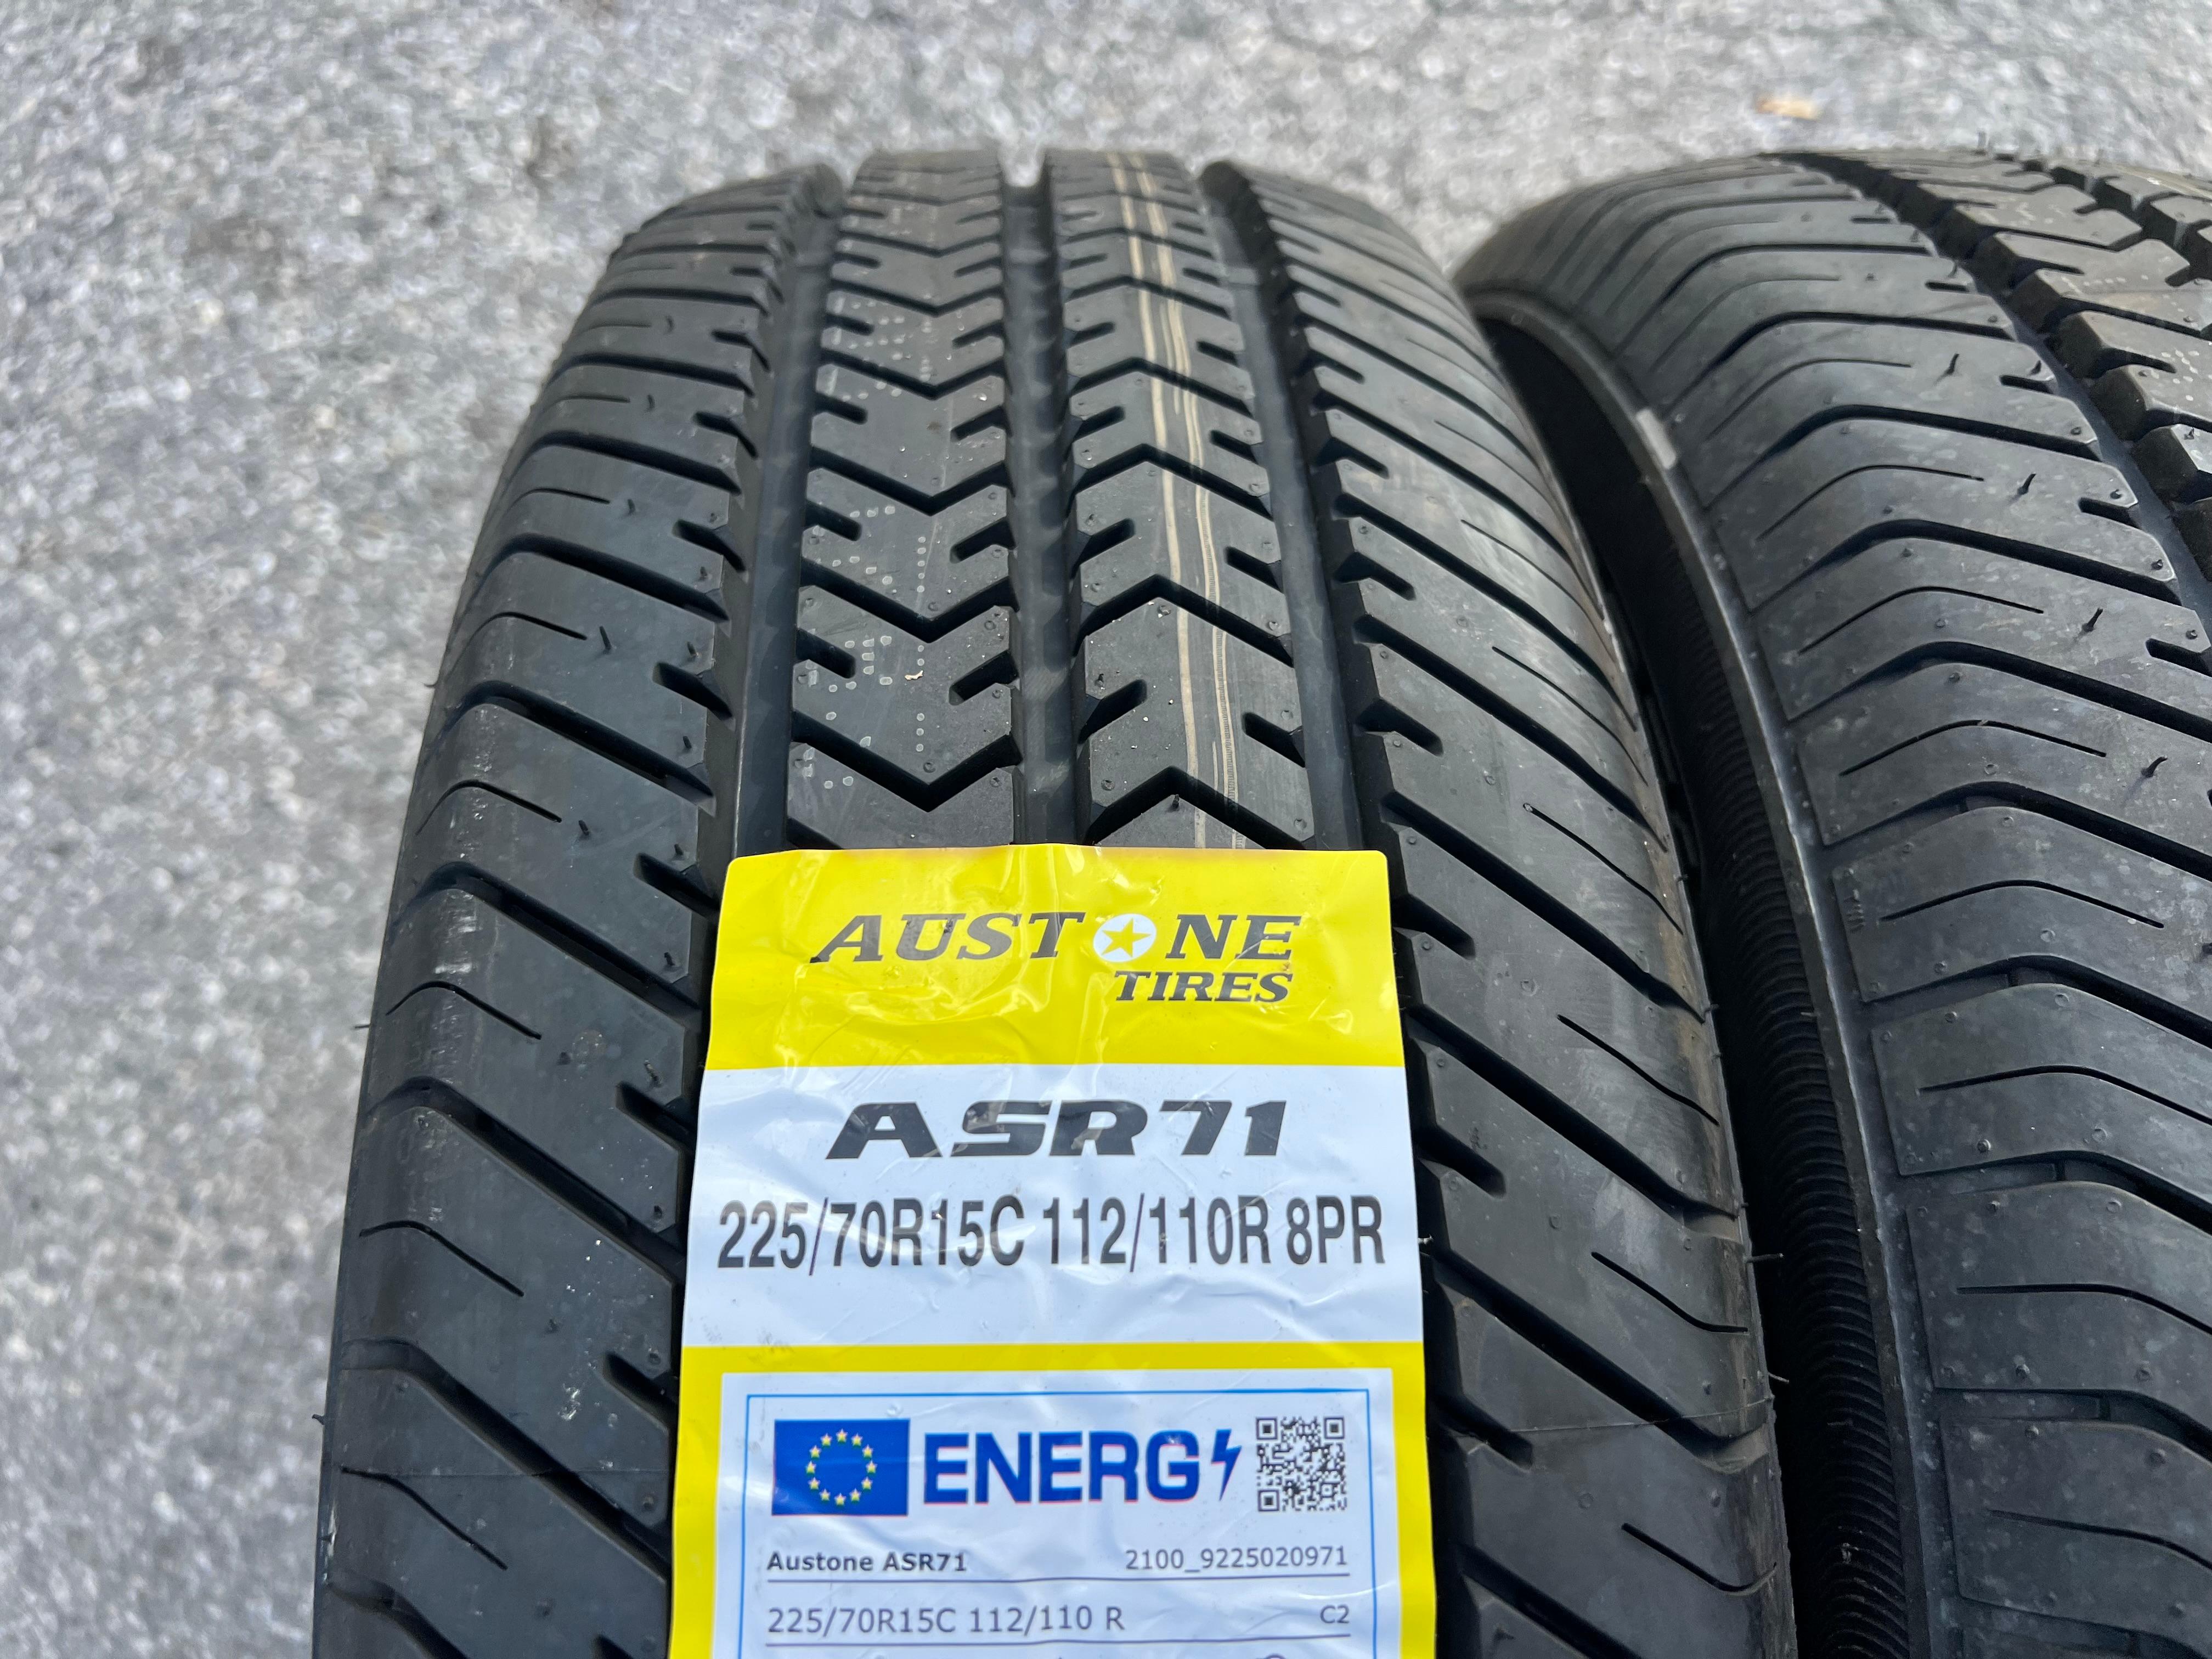 AUSTONE
TIRES
ASR71
225/70R15C 112/110R 8PR
ENERG
Austone ASR71 2100_9225020971
225/70R15C 112/110 R C2